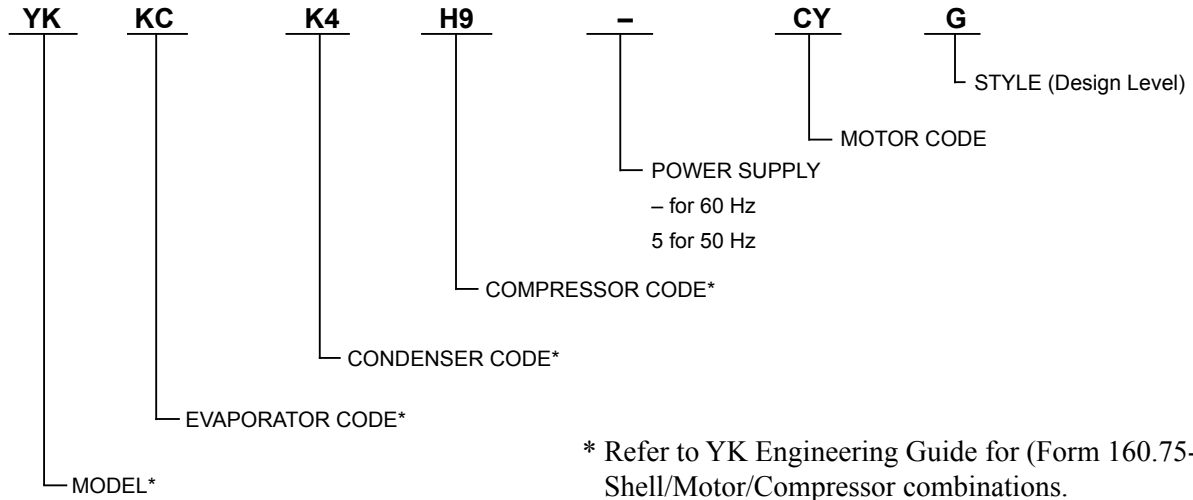 YK KC K4 H9 – CY G
STYLE (Design Level)
MOTOR CODE
POWER SUPPLY
– for 60 Hz
5 for 50 Hz
COMPRESSOR CODE*
CONDENSER CODE*
EVAPORATOR CODE*
* Refer to YK Engineering Guide for (Form 160.75-
MODEL*
Shell/Motor/Compressor combinations.